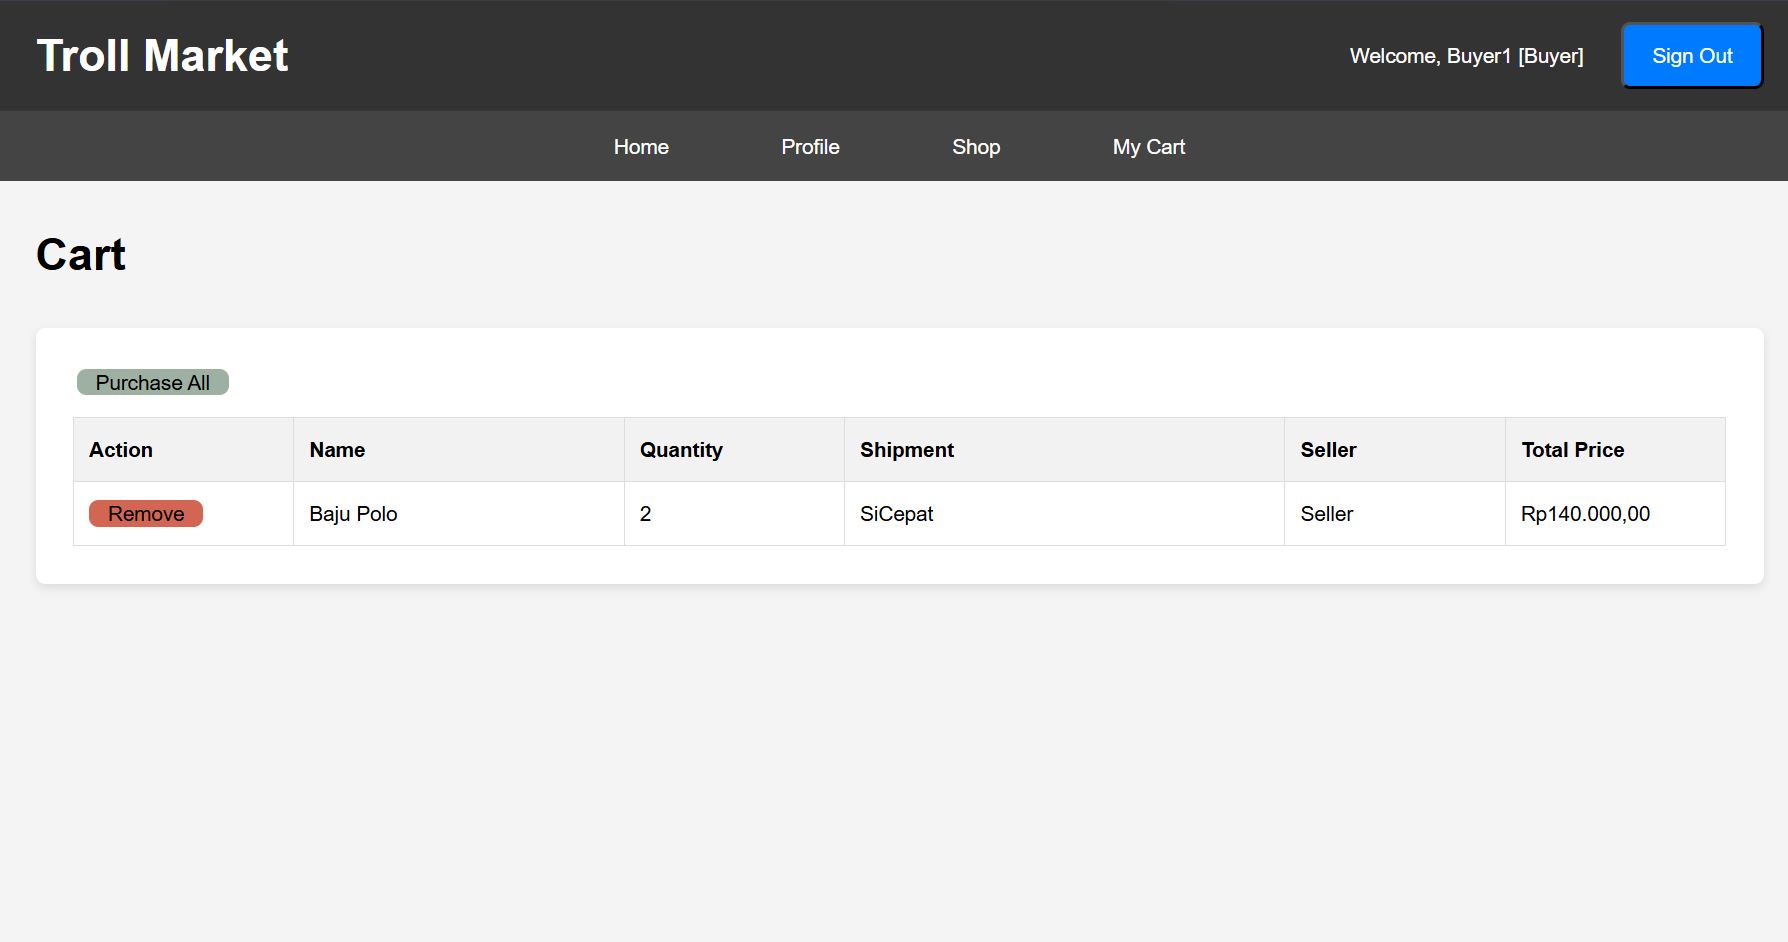 Troll Market
Welcome, Buyer1 [Buyer]
Sign Out
Home Profile Shop My Cart
Cart
Purchase All
Action Name Quantity Shipment Seller Total Price
Remove Baju Polo 2 SiCepat Seller Rp140.000,00